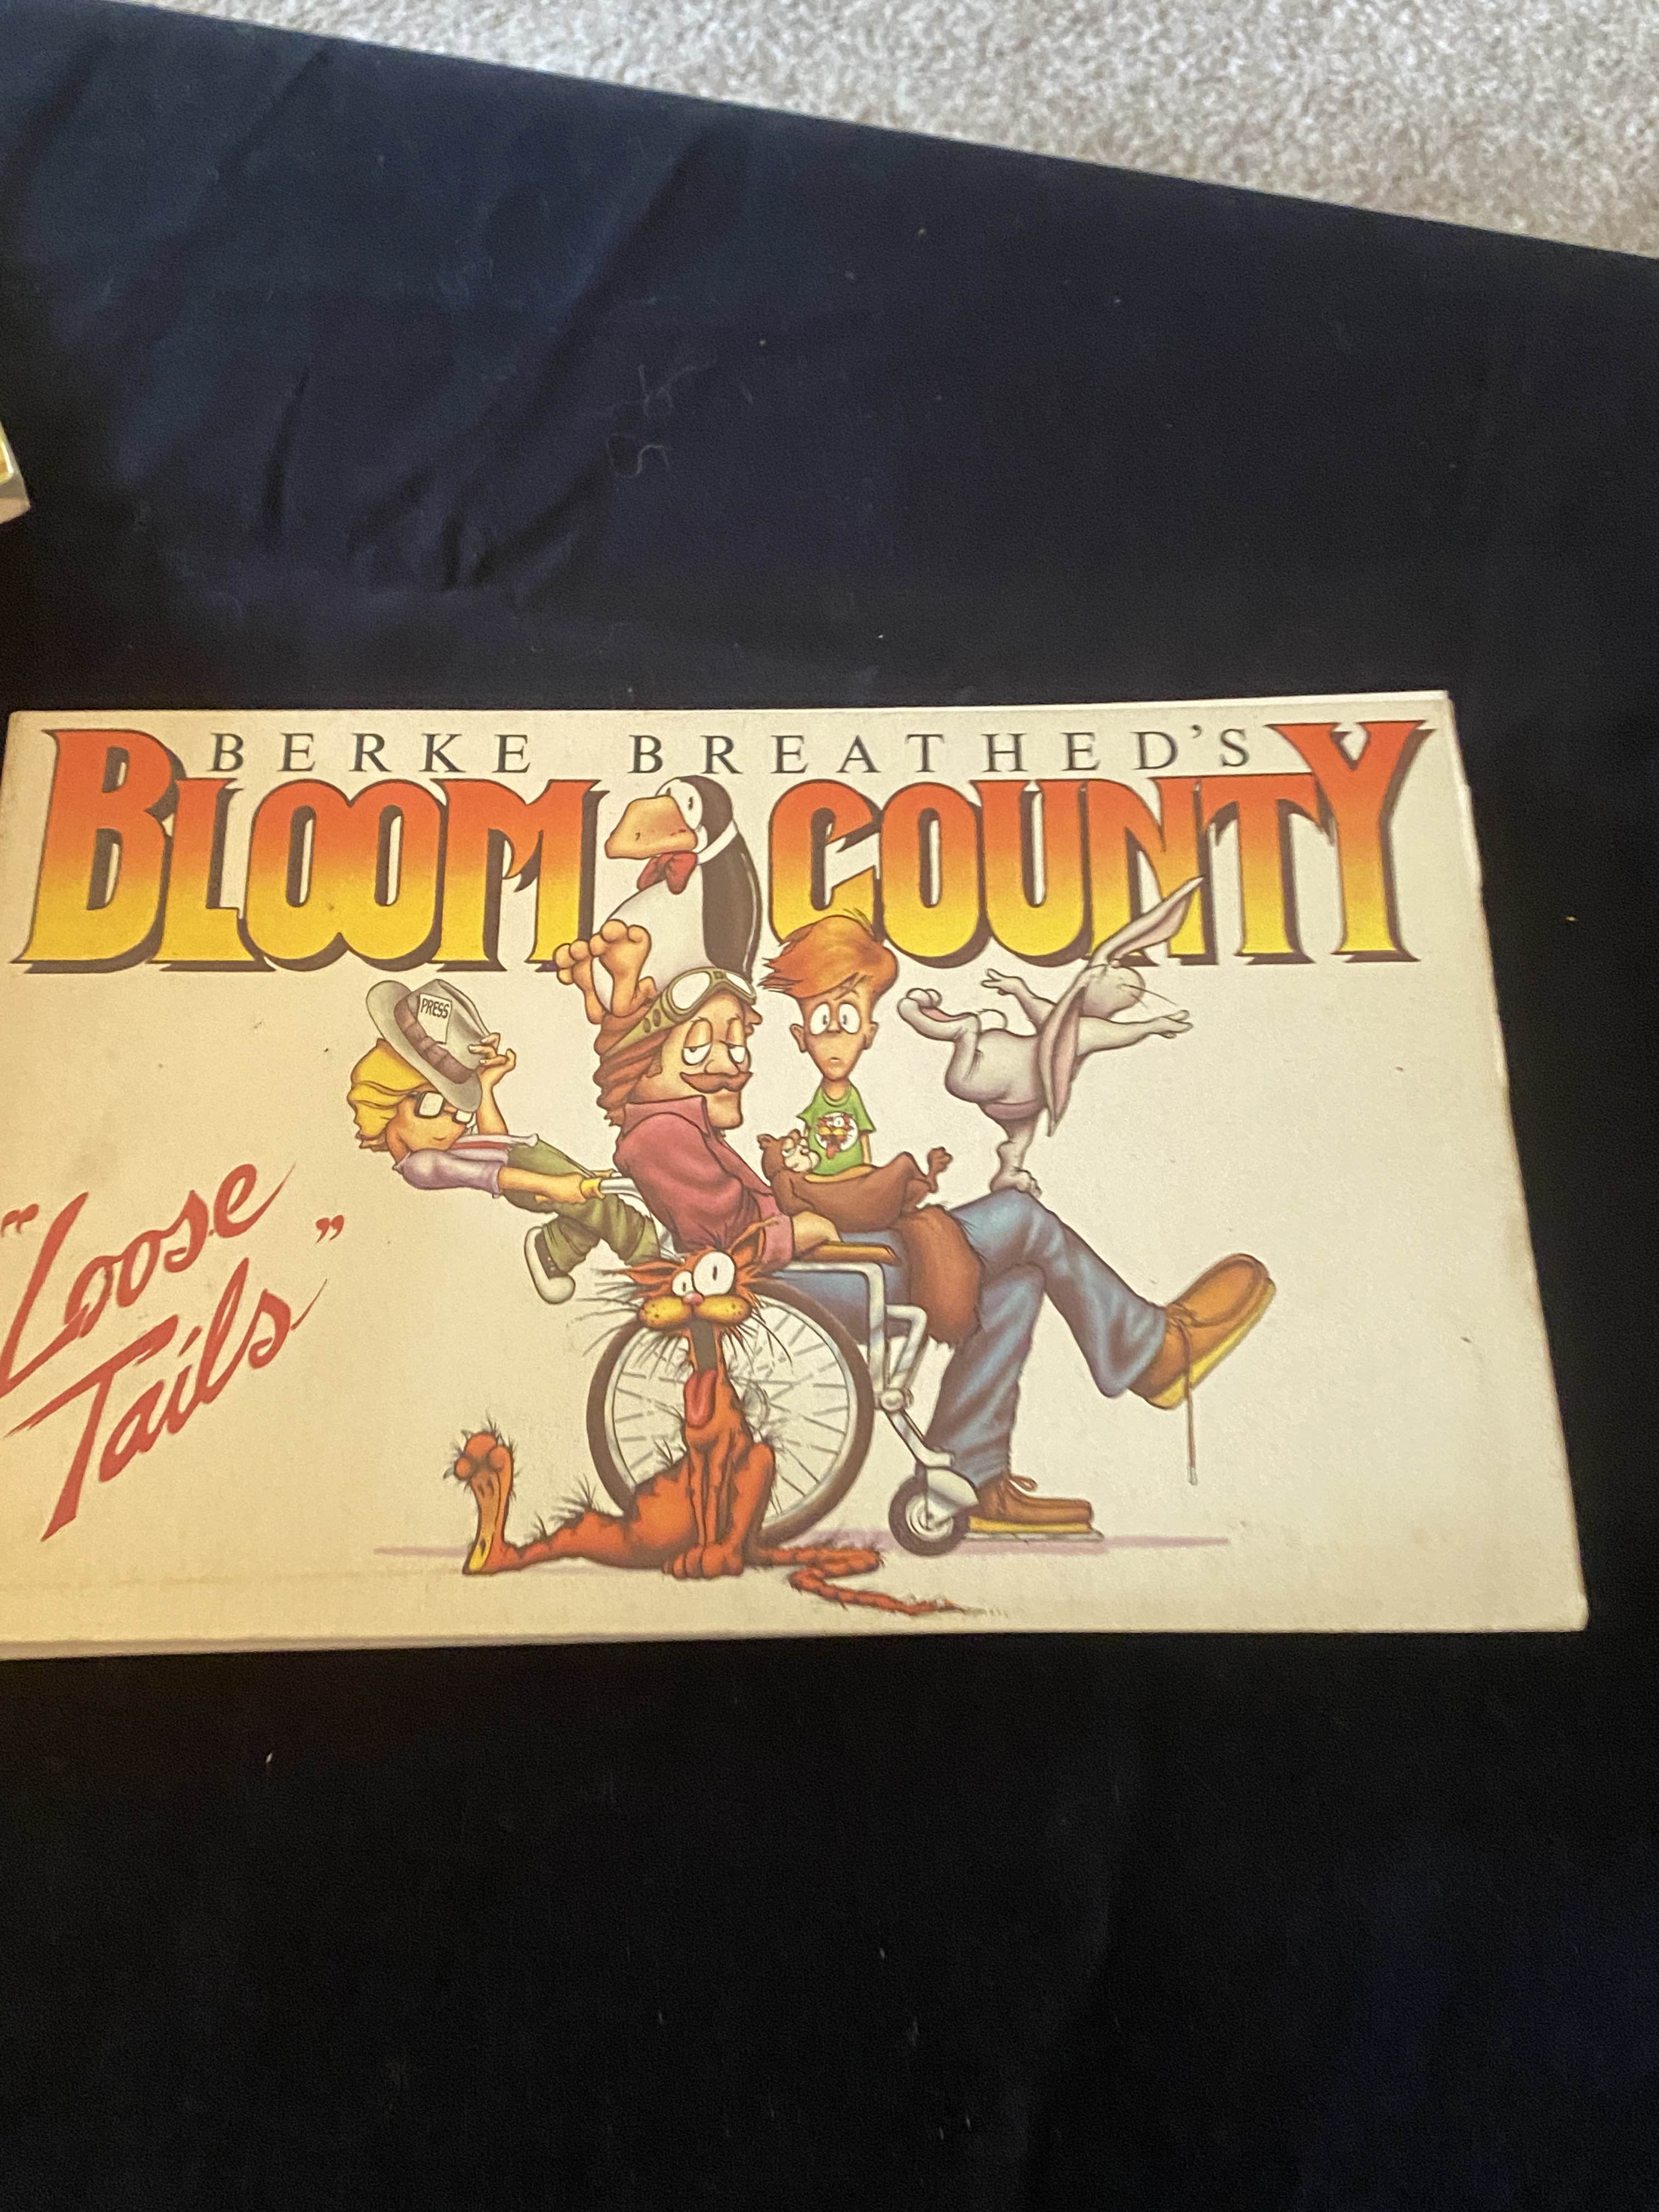 BERKE BREATHED'S
BLOOM COUNTY
PRESS
"Loose
Tails"